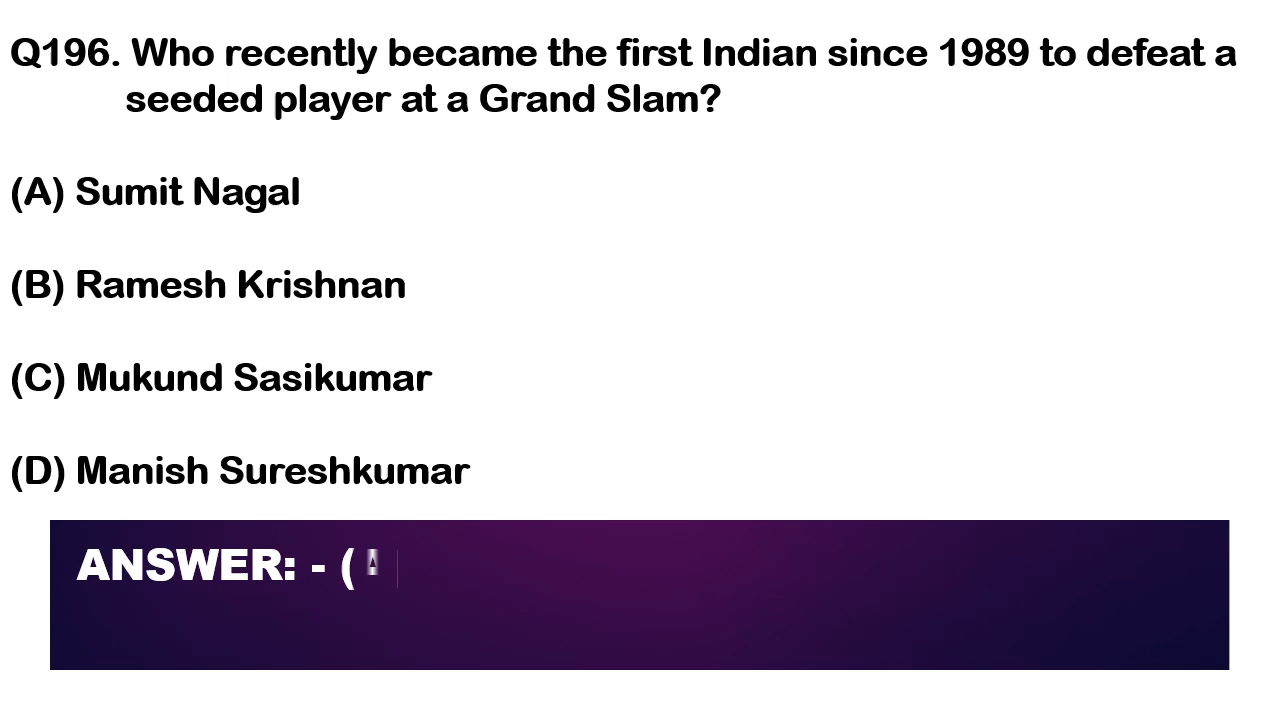 Q196. Who recently became the first Indian since 1989 to defeat a
seeded player at a Grand Slam?
(A) Sumit Nagal
(B) Ramesh Krishnan
(C) Mukund Sasikumar
(D) Manish Sureshkumar
ANSWER: - (